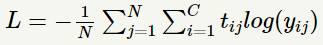 L = -\frac{1}{N} \sum_{j=1}^{N} \sum_{i=1}^{C} t_{ij} log(y_{ij})